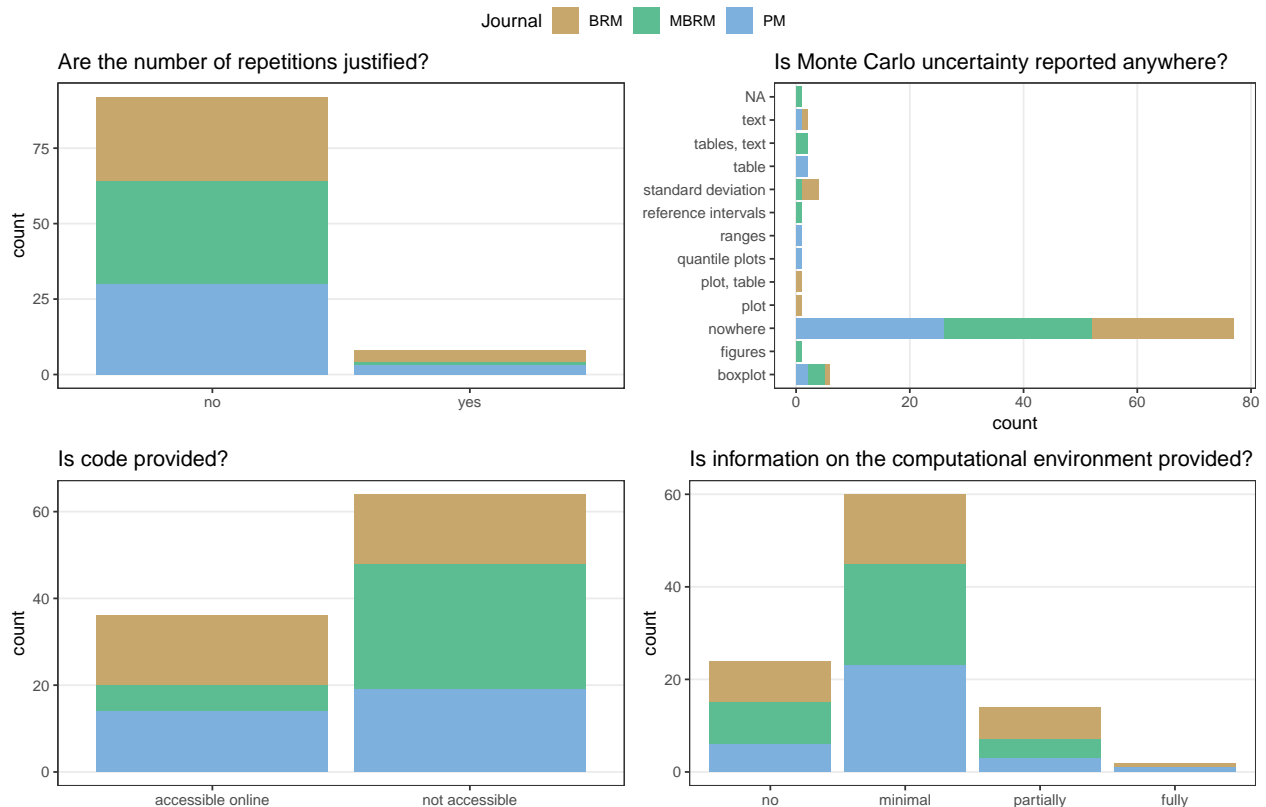 Journal BRM MBRM PM
Are the number of repetitions justified?
75
50
25
0
count
no yes
Is Monte Carlo uncertainty reported anywhere?
NA
text
tables, text
table
standard deviation
reference intervals
ranges
quantile plots
plot, table
plot
nowhere
figures
boxplot
0 20 40 60 80
count
Is code provided?
60
40
20
0
count
accessible online not accessible
Is information on the computational environment provided?
60
40
20
0
count
no minimal partially fully